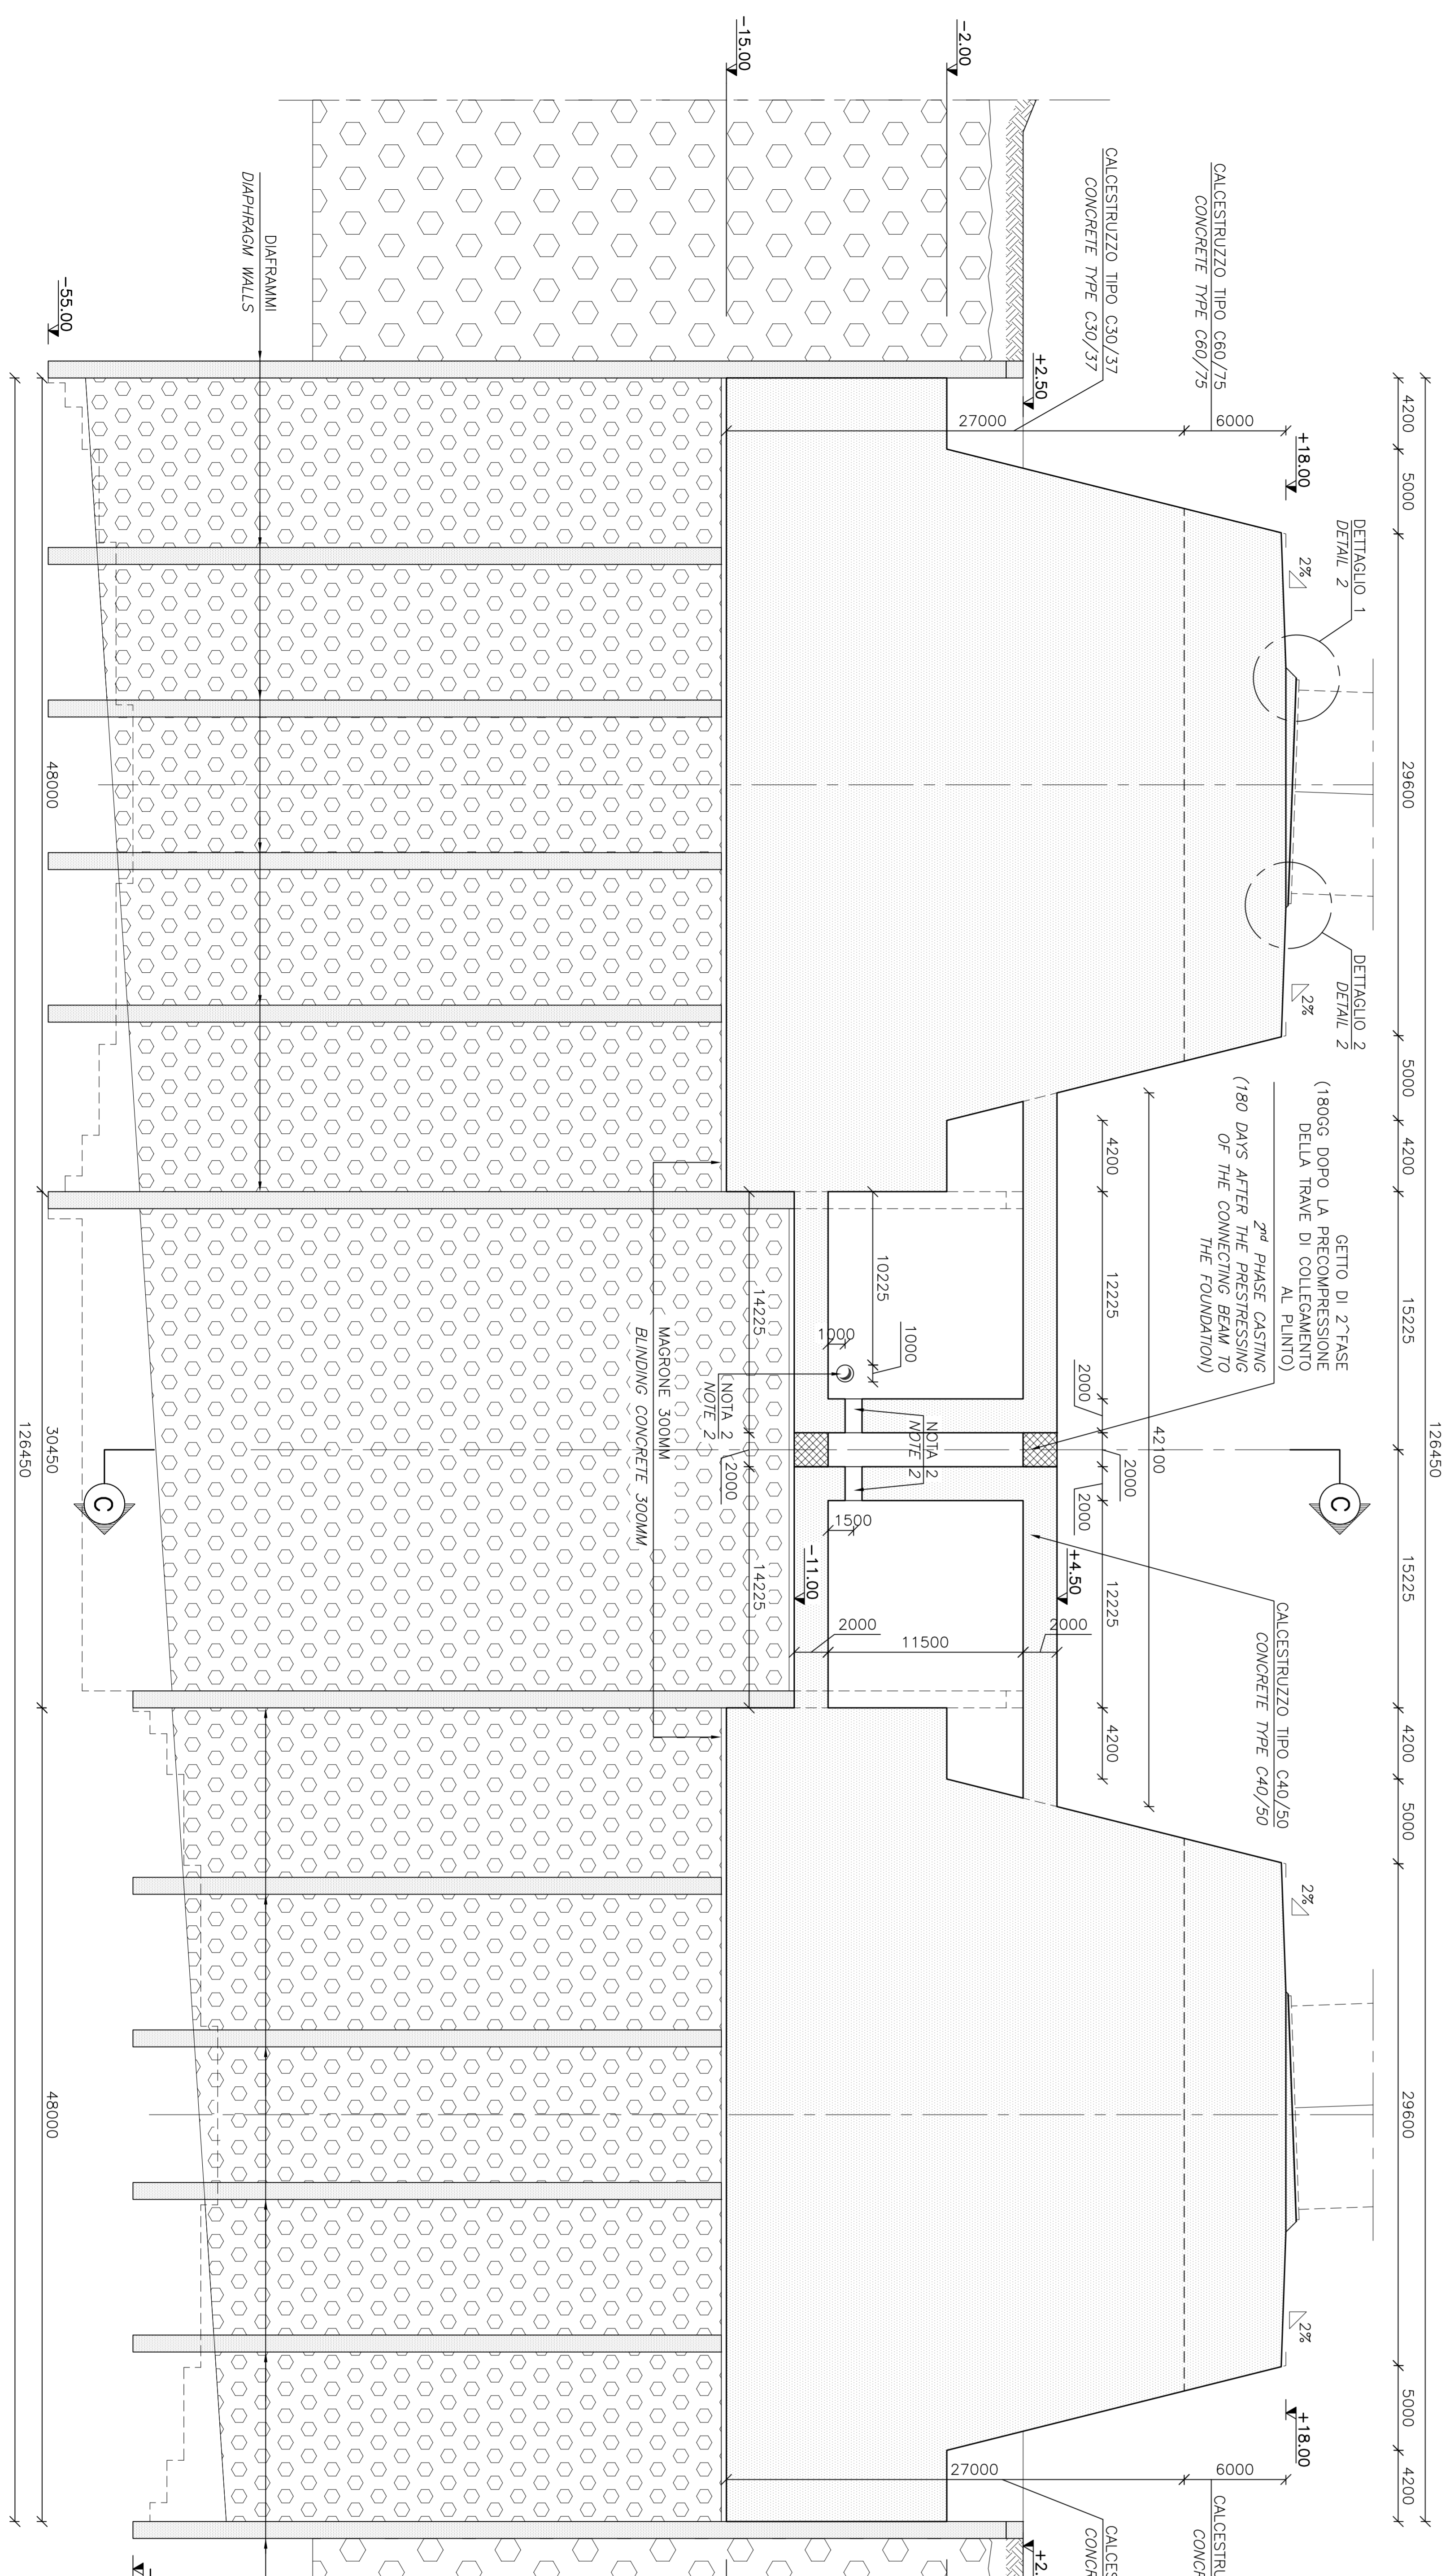 126450
4200
5000
29600
5000
4200
15225
15225
4200
5000
29600
5000
4200
DETTAGLIO 1
DETAIL 2
DETTAGLIO 2
DETAIL 2
+18.00
2%
2%
2%
2%
+18.00
CALCESTRUZZO TIPO C60/75
CONCRETE TYPE C60/75
CALCESTRUZZO TIPO C30/37
CONCRETE TYPE C30/37
6000
27000
+2.50
-2.00
-15.00
GETTO DI 2^FASE
(180GG DOPO LA PRECOMPRESSIONE
DELLA TRAVE DI COLLEGAMENTO
AL PLINTO)
2nd PHASE CASTING
(180 DAYS AFTER THE PRESTRESSING
OF THE CONNECTING BEAM TO
THE FOUNDATION)
C
CALCESTRUZZO TIPO C40/50
CONCRETE TYPE C40/50
42100
4200
12225
2000
2000
2000
12225
4200
+4.50
10225
1000
1000
NOTA 2
NOTE 2
NOTA 2
NOTE 2
1500
2000
11500
2000
-11.00
14225
2000
14225
MAGRONE 300MM
BLINDING CONCRETE 300MM
6000
27000
DIAFRAMMI
DIAPHRAGM WALLS
-55.00
C
48000
30450
48000
126450